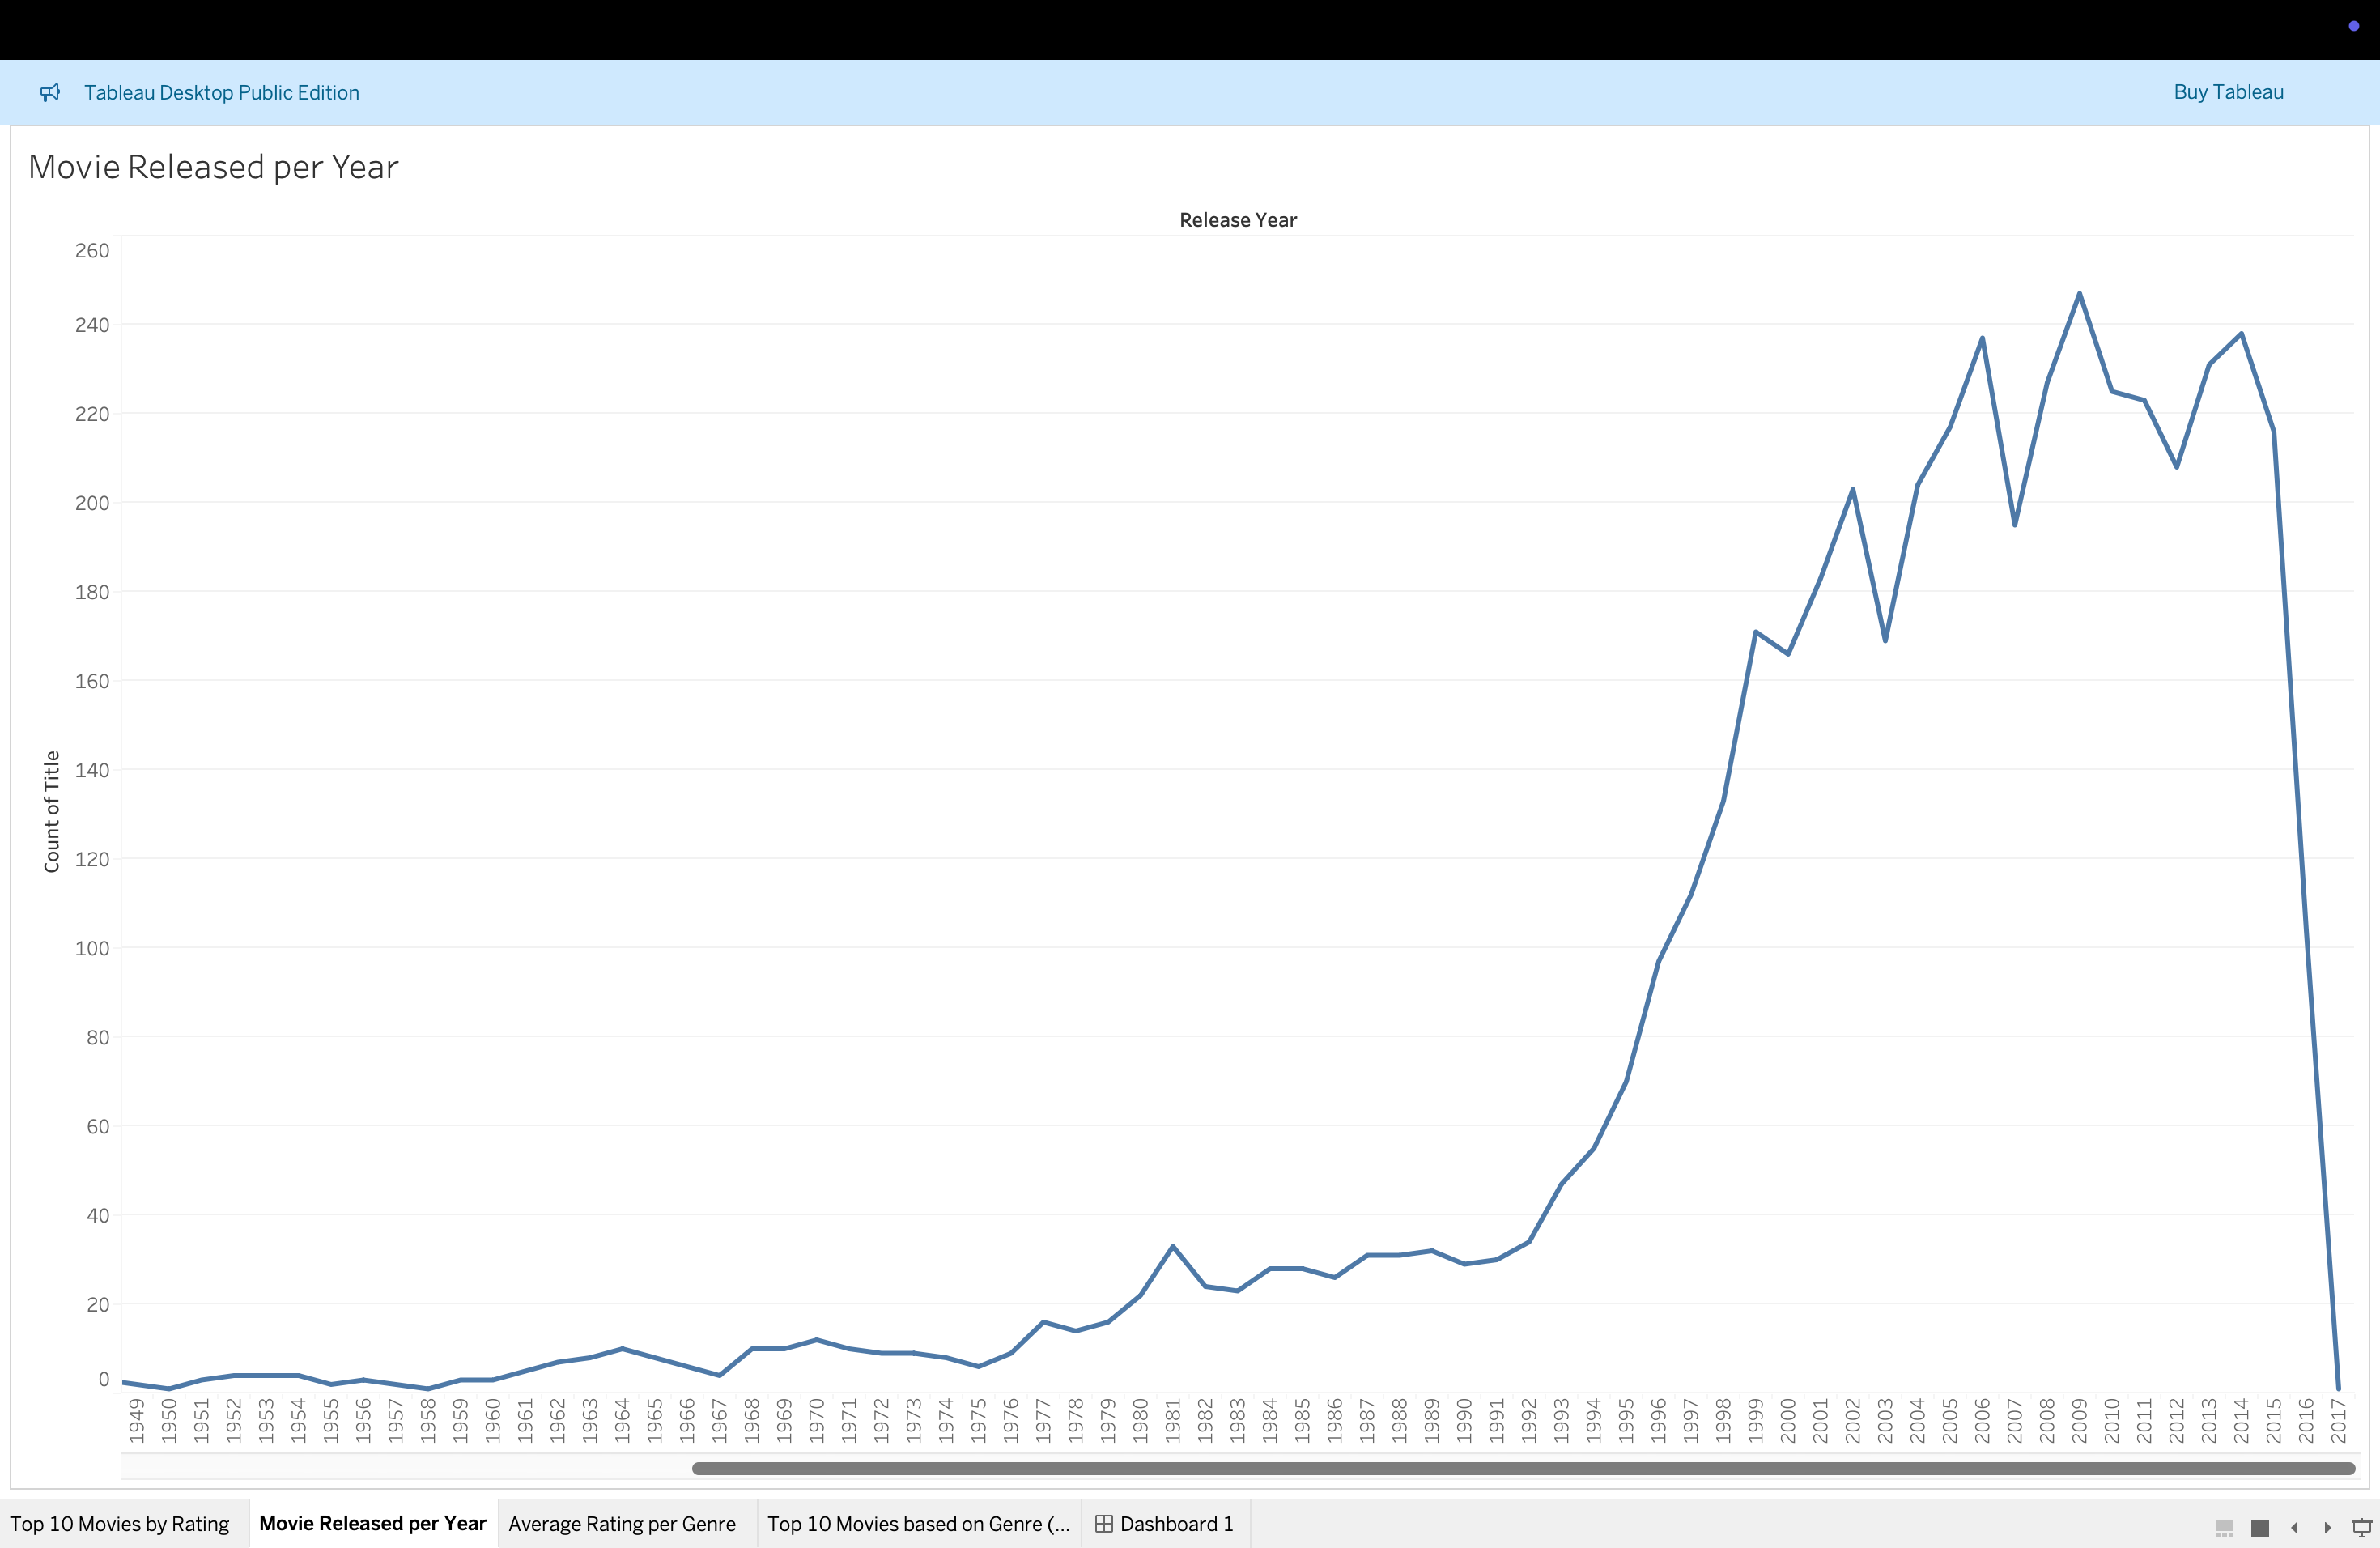 Tableau Desktop Public Edition
Buy Tableau
Movie Released per Year
Release Year
260
240
220
200
180
160
140
120
100
80
60
40
20
0
Count of Title
1949 1950 1951 1952 1953 1954 1955 1956 1957 1958 1959 1960 1961 1962 1963 1964 1965 1966 1967 1968 1969 1970 1971 1972 1973 1974 1975 1976 1977 1978 1979 1980 1981 1982 1983 1984 1985 1986 1987 1988 1989 1990 1991 1992 1993 1994 1995 1996 1997 1998 1999 2000 2001 2002 2003 2004 2005 2006 2007 2008 2009 2010 2011 2012 2013 2014 2015 2016 2017
Top 10 Movies by Rating Movie Released per Year Average Rating per Genre Top 10 Movies based on Genre (... Dashboard 1